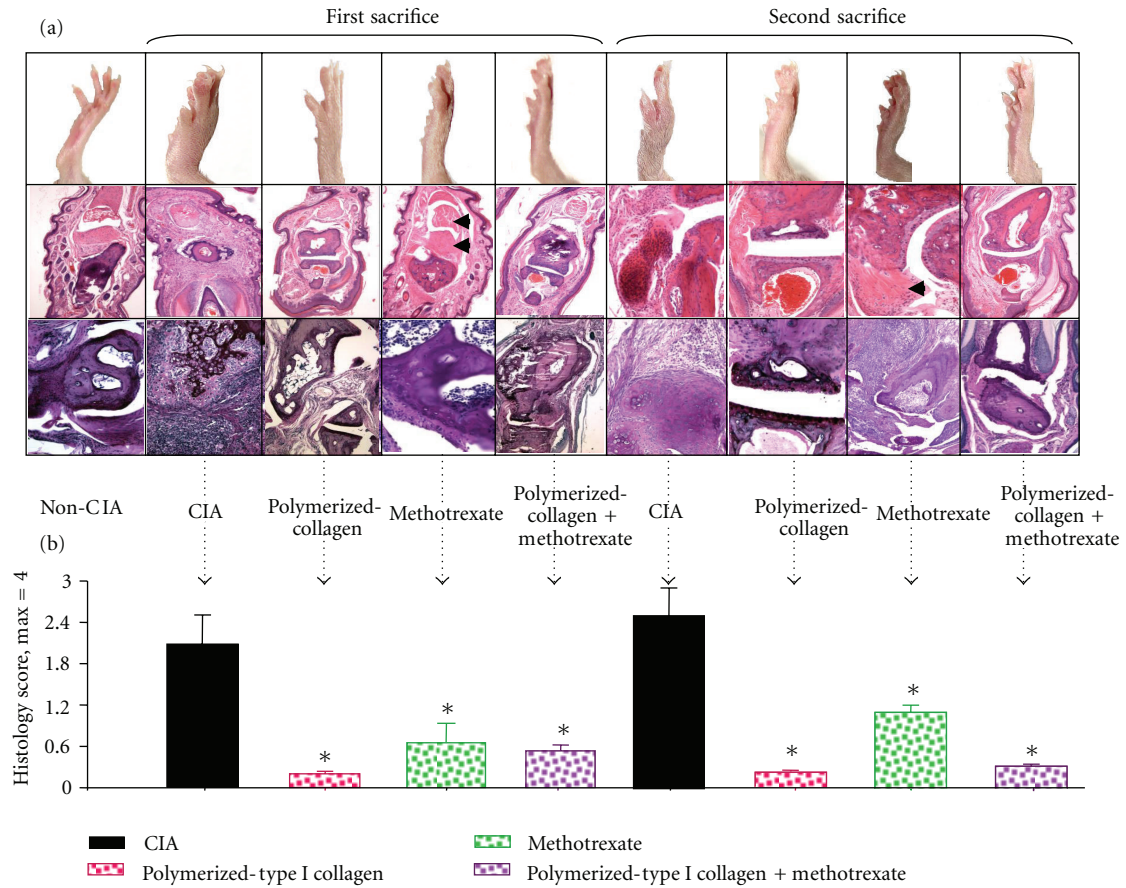 (a)
First sacrifice
Second sacrifice
Non-CIA
CIA
Polymerized-
collagen
Methotrexate
Polymerized-
collagen +
methotrexate
CIA
Polymerized-
collagen
Methotrexate
Polymerized-
collagen +
methotrexate
(b)
Histology score, max = 4
3
2.4
1.8
1.2
0.6
0
*
*
*
*
*
*
CIA
Polymerized-type I collagen
Methotrexate
Polymerized-type I collagen + methotrexate